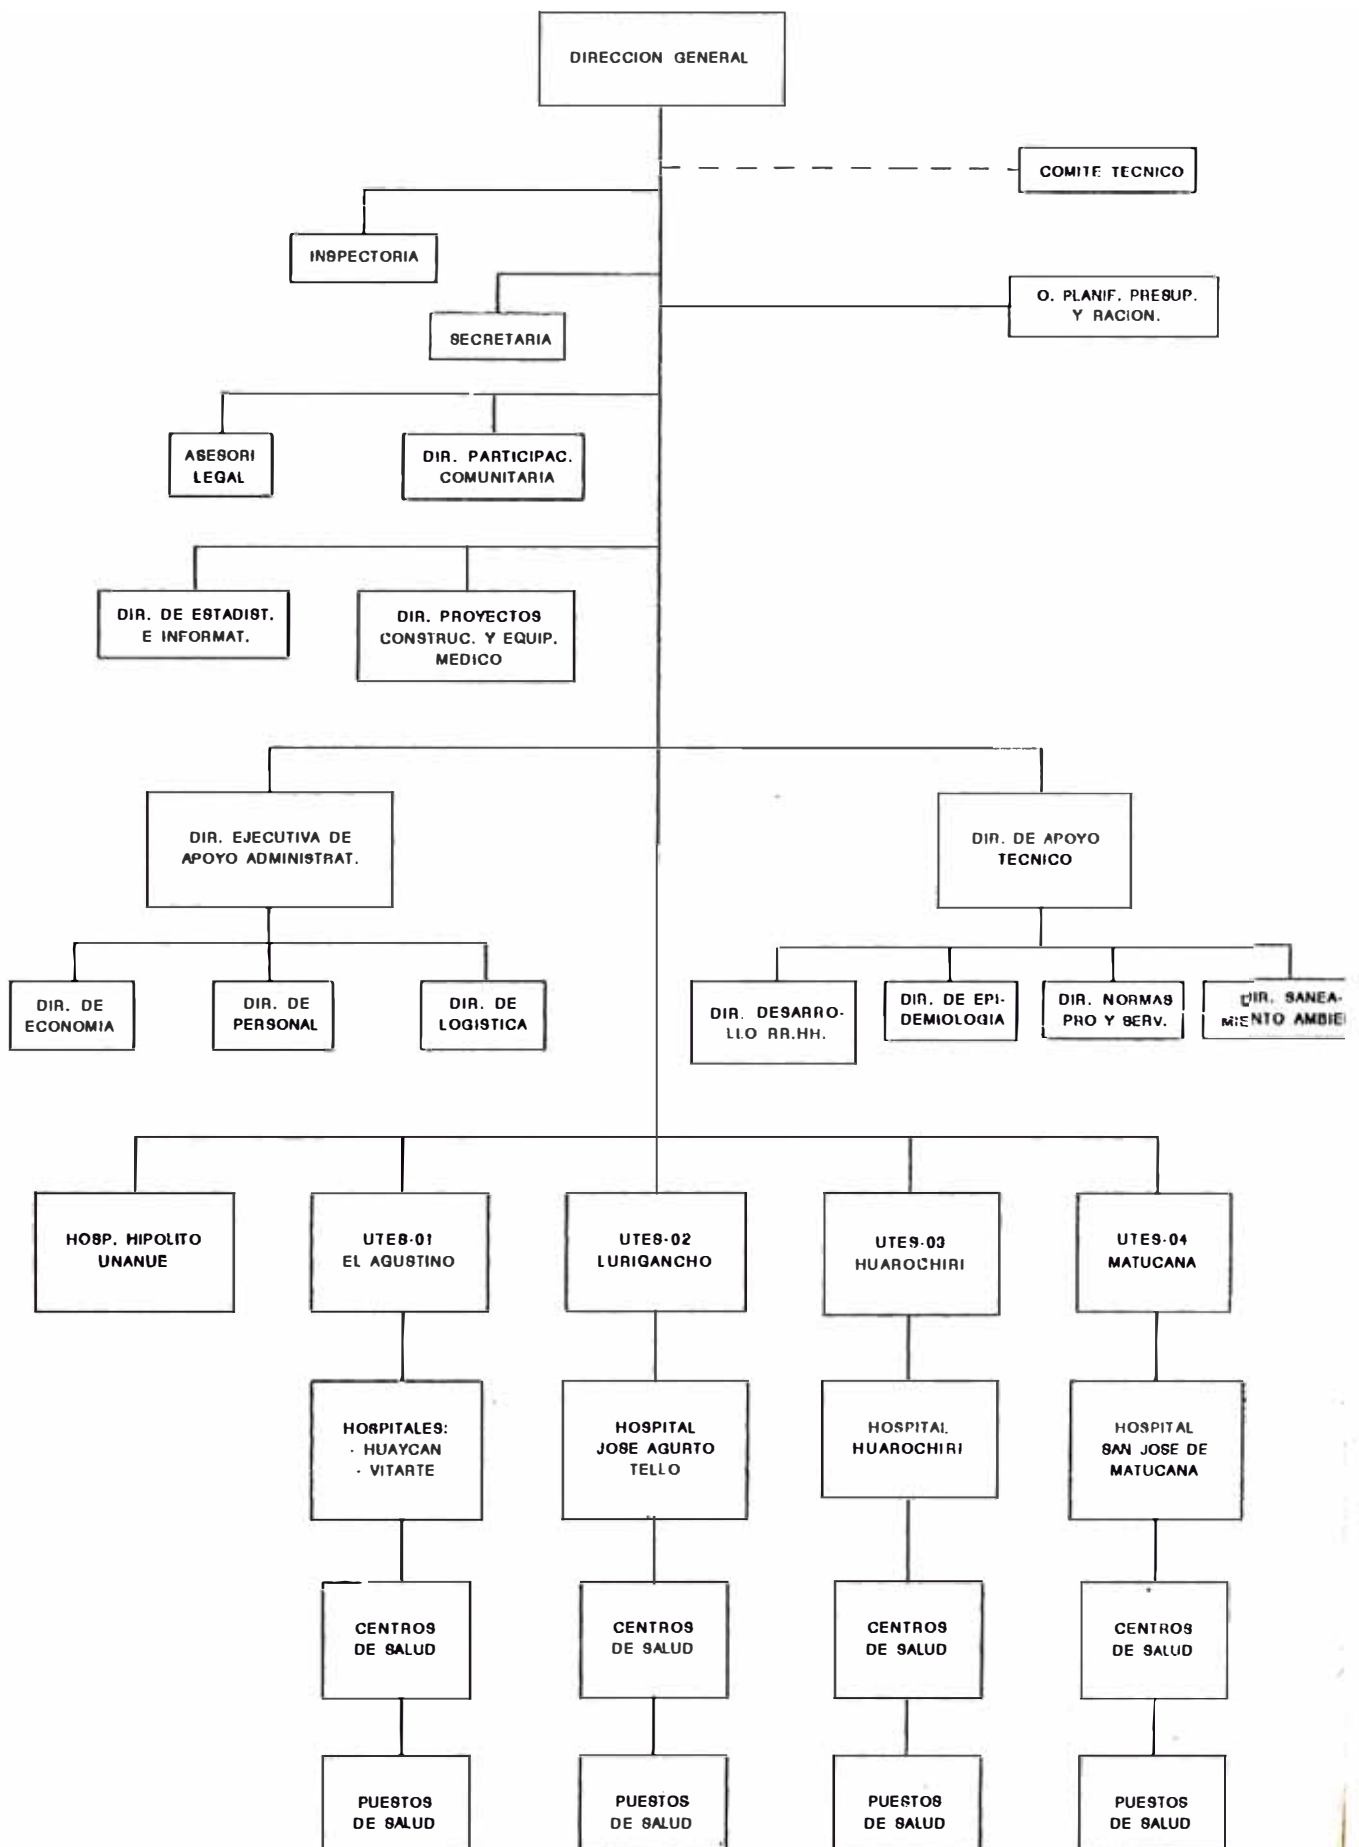 DIRECCION GENERAL
COMITE TECNICO
INSPECTORIA
O. PLANIF. PRESUP.
Y RACION.
SECRETARIA
ASESORI
LEGAL
DIR. PARTICIPAC.
COMUNITARIA
DIR. DE ESTADIST.
E INFORMAT.
DIR. PROYECTOS
CONSTRUC. Y EQUIP.
MEDICO
DIR. EJECUTIVA DE
APOYO ADMINISTRAT.
DIR. DE APOYO
TECNICO
DIR. DE
ECONOMIA
DIR. DE
PERSONAL
DIR. DE
LOGISTICA
DIR. DESARRO-
LLO RR.HH.
DIR. DE EPI-
DEMIOLOGIA
DIR. NORMAS
PRO Y SERV.
DIR. SANEA-
MIENTO AMBIE
HOSP. HIPOLITO
UNANUE
UTES-01
EL AGUSTINO
UTES-02
LURIGANCHO
UTES-03
HUAROCHIRI
UTES-04
MATUCANA
HOSPITALES:
· HUAYCAN
· VITARTE
HOSPITAL
JOSE AGURTO
TELLO
HOSPITAL
HUAROCHIRI
HOSPITAL
SAN JOSE DE
MATUCANA
CENTROS
DE SALUD
CENTROS
DE SALUD
CENTROS
DE SALUD
CENTROS
DE SALUD
PUESTOS
DE SALUD
PUESTOS
DE SALUD
PUESTOS
DE SALUD
PUESTOS
DE SALUD